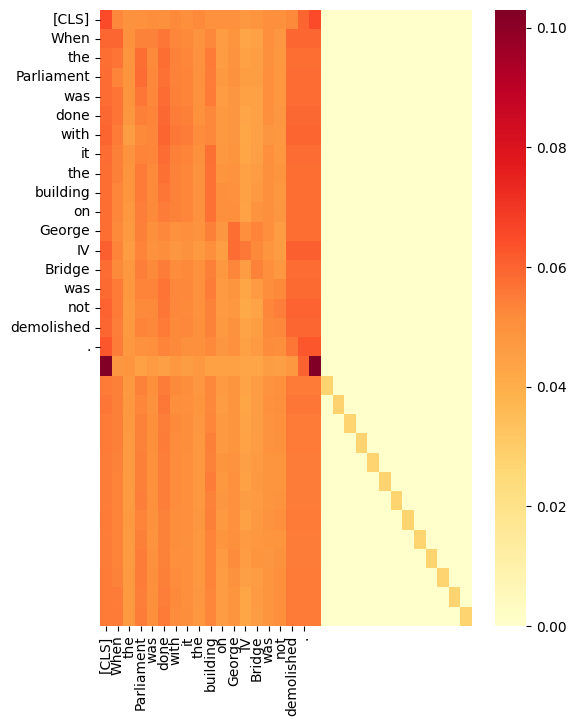 [CLS]
When
the
Parliament
was
done
with
it
the
building
on
George
IV
Bridge
was
not
demolished
.
0.10
0.08
0.06
0.04
0.02
0.00
[CLS]
When
the
Parliament
was
done
with
it
the
building
on
George
IV
Bridge
was
not
demolished
.